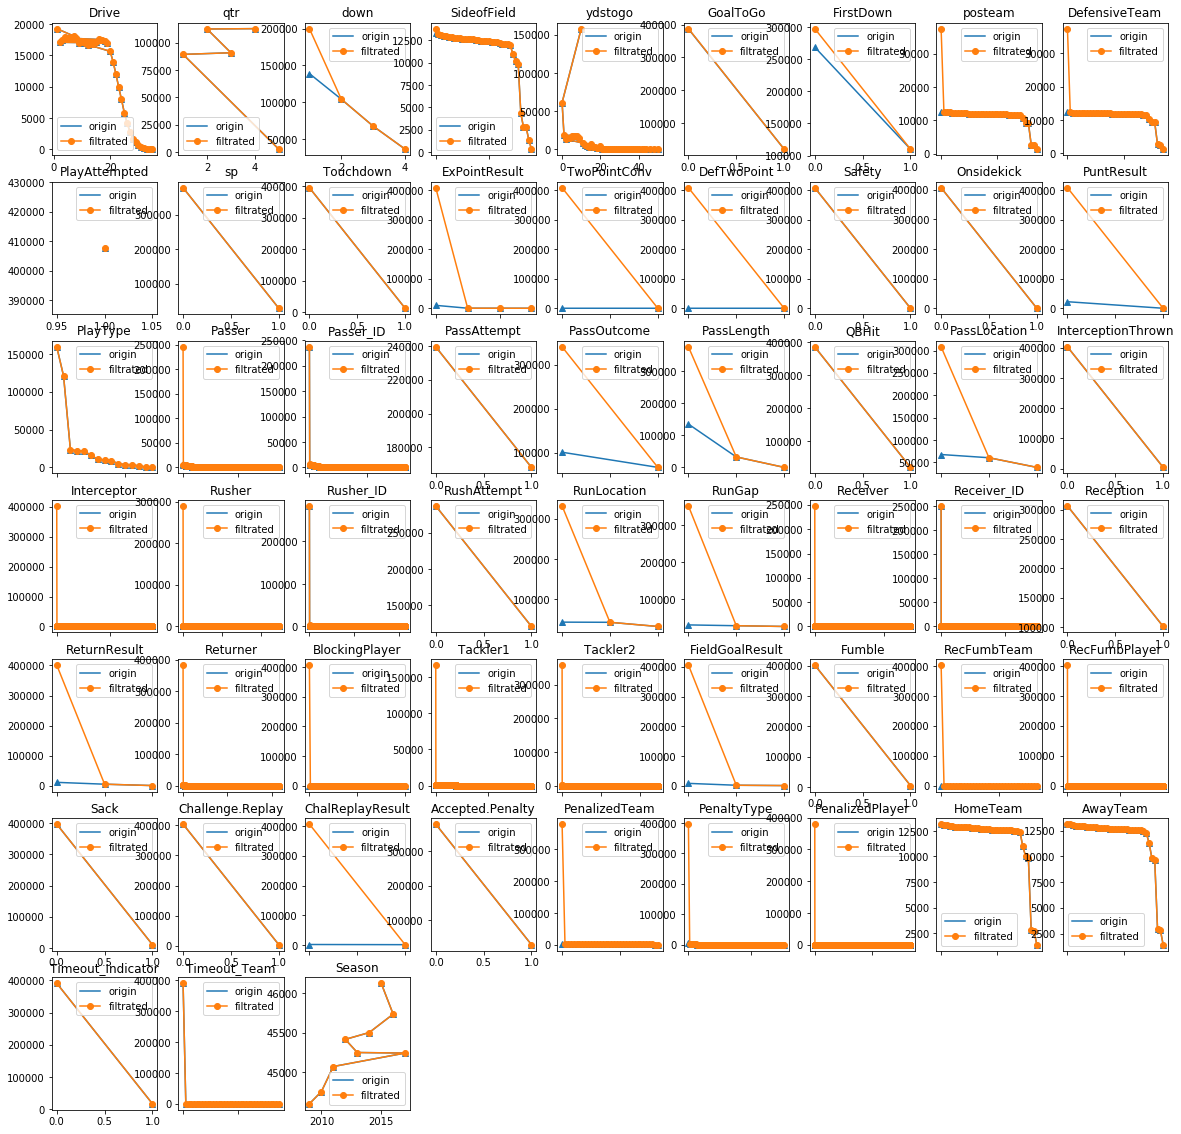 Drive qtr down SideofField ydstogo GoalToGo FirstDown posteam DefensiveTeam
20000 17500 15000 12500 10000 7500 5000 2500 0
100000 75000 50000 25000 0
200000 150000 100000 50000
12500 10000 7500 5000 2500 0
150000 100000 50000 0
400000 300000 200000 100000
300000 250000 200000 150000 100000
40000 30000 20000 10000 0
40000 30000 20000 10000 0
origin origin origin origin origin origin origin origin origin
filtrated filtrated filtrated filtrated filtrated filtrated filtrated filtrated filtrated
0 20 2 4 2 4 0 20 40 0.0 0.5 1.0 0.0 0.5 1.0
PlayAttempted sp Touchdown ExPointResult TwoPointConv DefTwoPoint Safety Onsidekick PuntResult
430000 420000 410000 400000 390000
300000 200000 100000 0
400000 300000 200000 100000 0
400000 300000 200000 100000 0
400000 300000 200000 100000 0
400000 300000 200000 100000 0
400000 300000 200000 100000 0
400000 300000 200000 100000 0
400000 300000 200000 100000 0
origin origin origin origin origin origin origin origin origin
filtrated filtrated filtrated filtrated filtrated filtrated filtrated filtrated filtrated
0.95 1.00 1.05
PlayType Passer Passer_ID PassAttempt PassOutcome PassLength QBHit PassLocation InterceptionThrown
150000 100000 50000 0
250000 200000 150000 100000 50000 0
250000 200000 150000 100000 50000 0
240000 220000 200000 180000
300000 200000 100000
300000 200000 100000 0
400000 300000 200000 100000
300000 250000 200000 150000 100000 50000
400000 300000 200000 100000 0
origin origin origin origin origin origin origin origin origin
filtrated filtrated filtrated filtrated filtrated filtrated filtrated filtrated filtrated
0.0 0.5 1.0 0.0 0.5 1.0 0.0 0.5 1.0
Interceptor Rusher Rusher_ID RushAttempt RunLocation RunGap Receiver Receiver_ID Reception
400000 300000 200000 100000 0
300000 200000 100000 0
200000 100000 0
250000 200000 150000
300000 200000 100000
300000 200000 100000 0
250000 200000 150000 100000 50000 0
250000 200000 150000 100000 50000 0
300000 250000 200000 150000 100000
origin origin origin origin origin origin origin origin origin
filtrated filtrated filtrated filtrated filtrated filtrated filtrated filtrated filtrated
0.0 0.5 1.0 0.0 0.5 1.0
ReturnResult Returner BlockingPlayer Tackler1 Tackler2 FieldGoalResult Fumble RecFumbTeam RecFumbPlayer
400000 300000 200000 100000 0
400000 300000 200000 100000 0
400000 300000 200000 100000 0
150000 100000 50000 0
300000 200000 100000 0
400000 300000 200000 100000 0
400000 300000 200000 100000 0
400000 300000 200000 100000 0
400000 300000 200000 100000 0
origin origin origin origin origin origin origin origin origin
filtrated filtrated filtrated filtrated filtrated filtrated filtrated filtrated filtrated
0.0 0.5 1.0
Sack Challenge.Replay ChalReplayResult Accepted.Penalty PenalizedTeam PenaltyType PenalizedPlayer HomeTeam AwayTeam
400000 300000 200000 100000 0
400000 300000 200000 100000 0
400000 300000 200000 100000 0
300000 200000 100000
300000 200000 100000 0
400000 300000 200000 100000 0
400000 300000 200000 100000 0
12500 10000 7500 5000 2500
12500 10000 7500 5000 2500
origin origin origin origin origin origin origin origin origin
filtrated filtrated filtrated filtrated filtrated filtrated filtrated filtrated filtrated
0.0 0.5 1.0 0.0 0.5 1.0 0.0 0.5 1.0
Timeout_Indicator Timeout_Team Season
400000 300000 200000 100000 0
400000 300000 200000 100000 0
46000 45500 45000
origin origin origin
filtrated filtrated filtrated
0.0 0.5 1.0 2010 2015